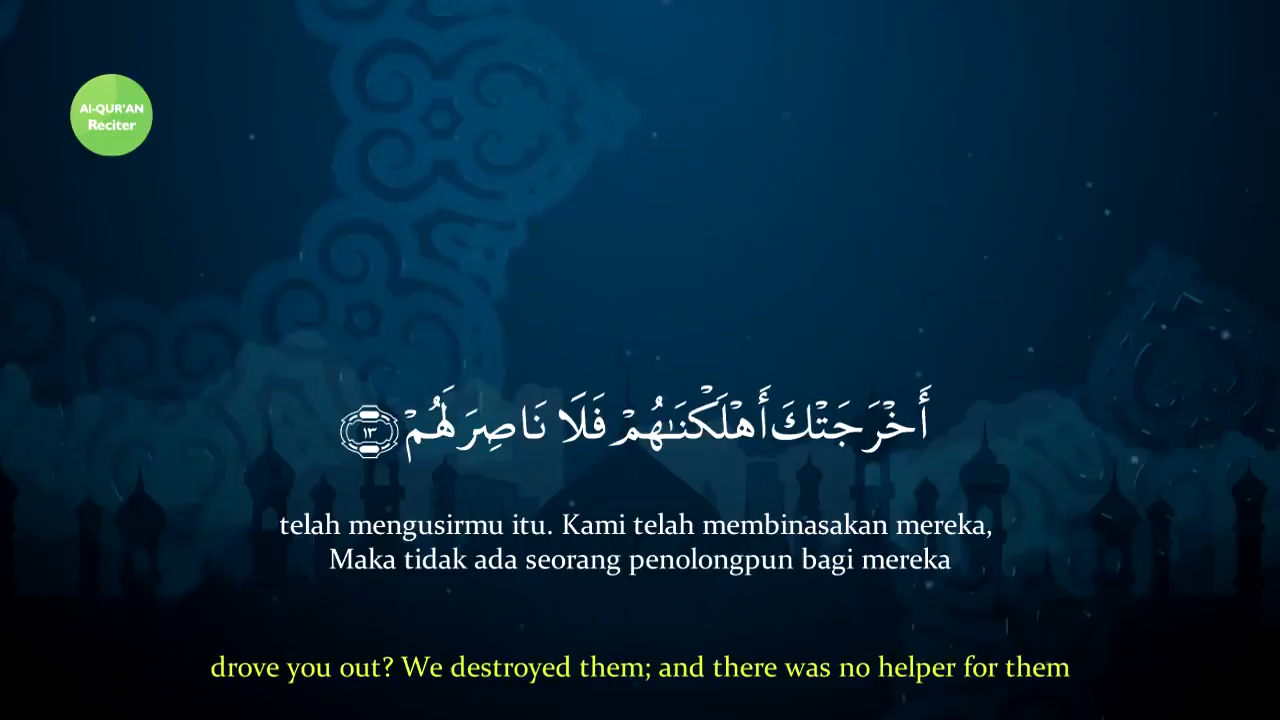 Al-QUR'AN
Reciter
أَخْرَجَتْكَ أَهْلَكْنَـٰهُمْ فَلَا نَاصِرَ لَهُمْ ١٣
telah mengusirmu itu. Kami telah membinasakan mereka,
Maka tidak ada seorang penolongpun bagi mereka
drove you out? We destroyed them; and there was no helper for them